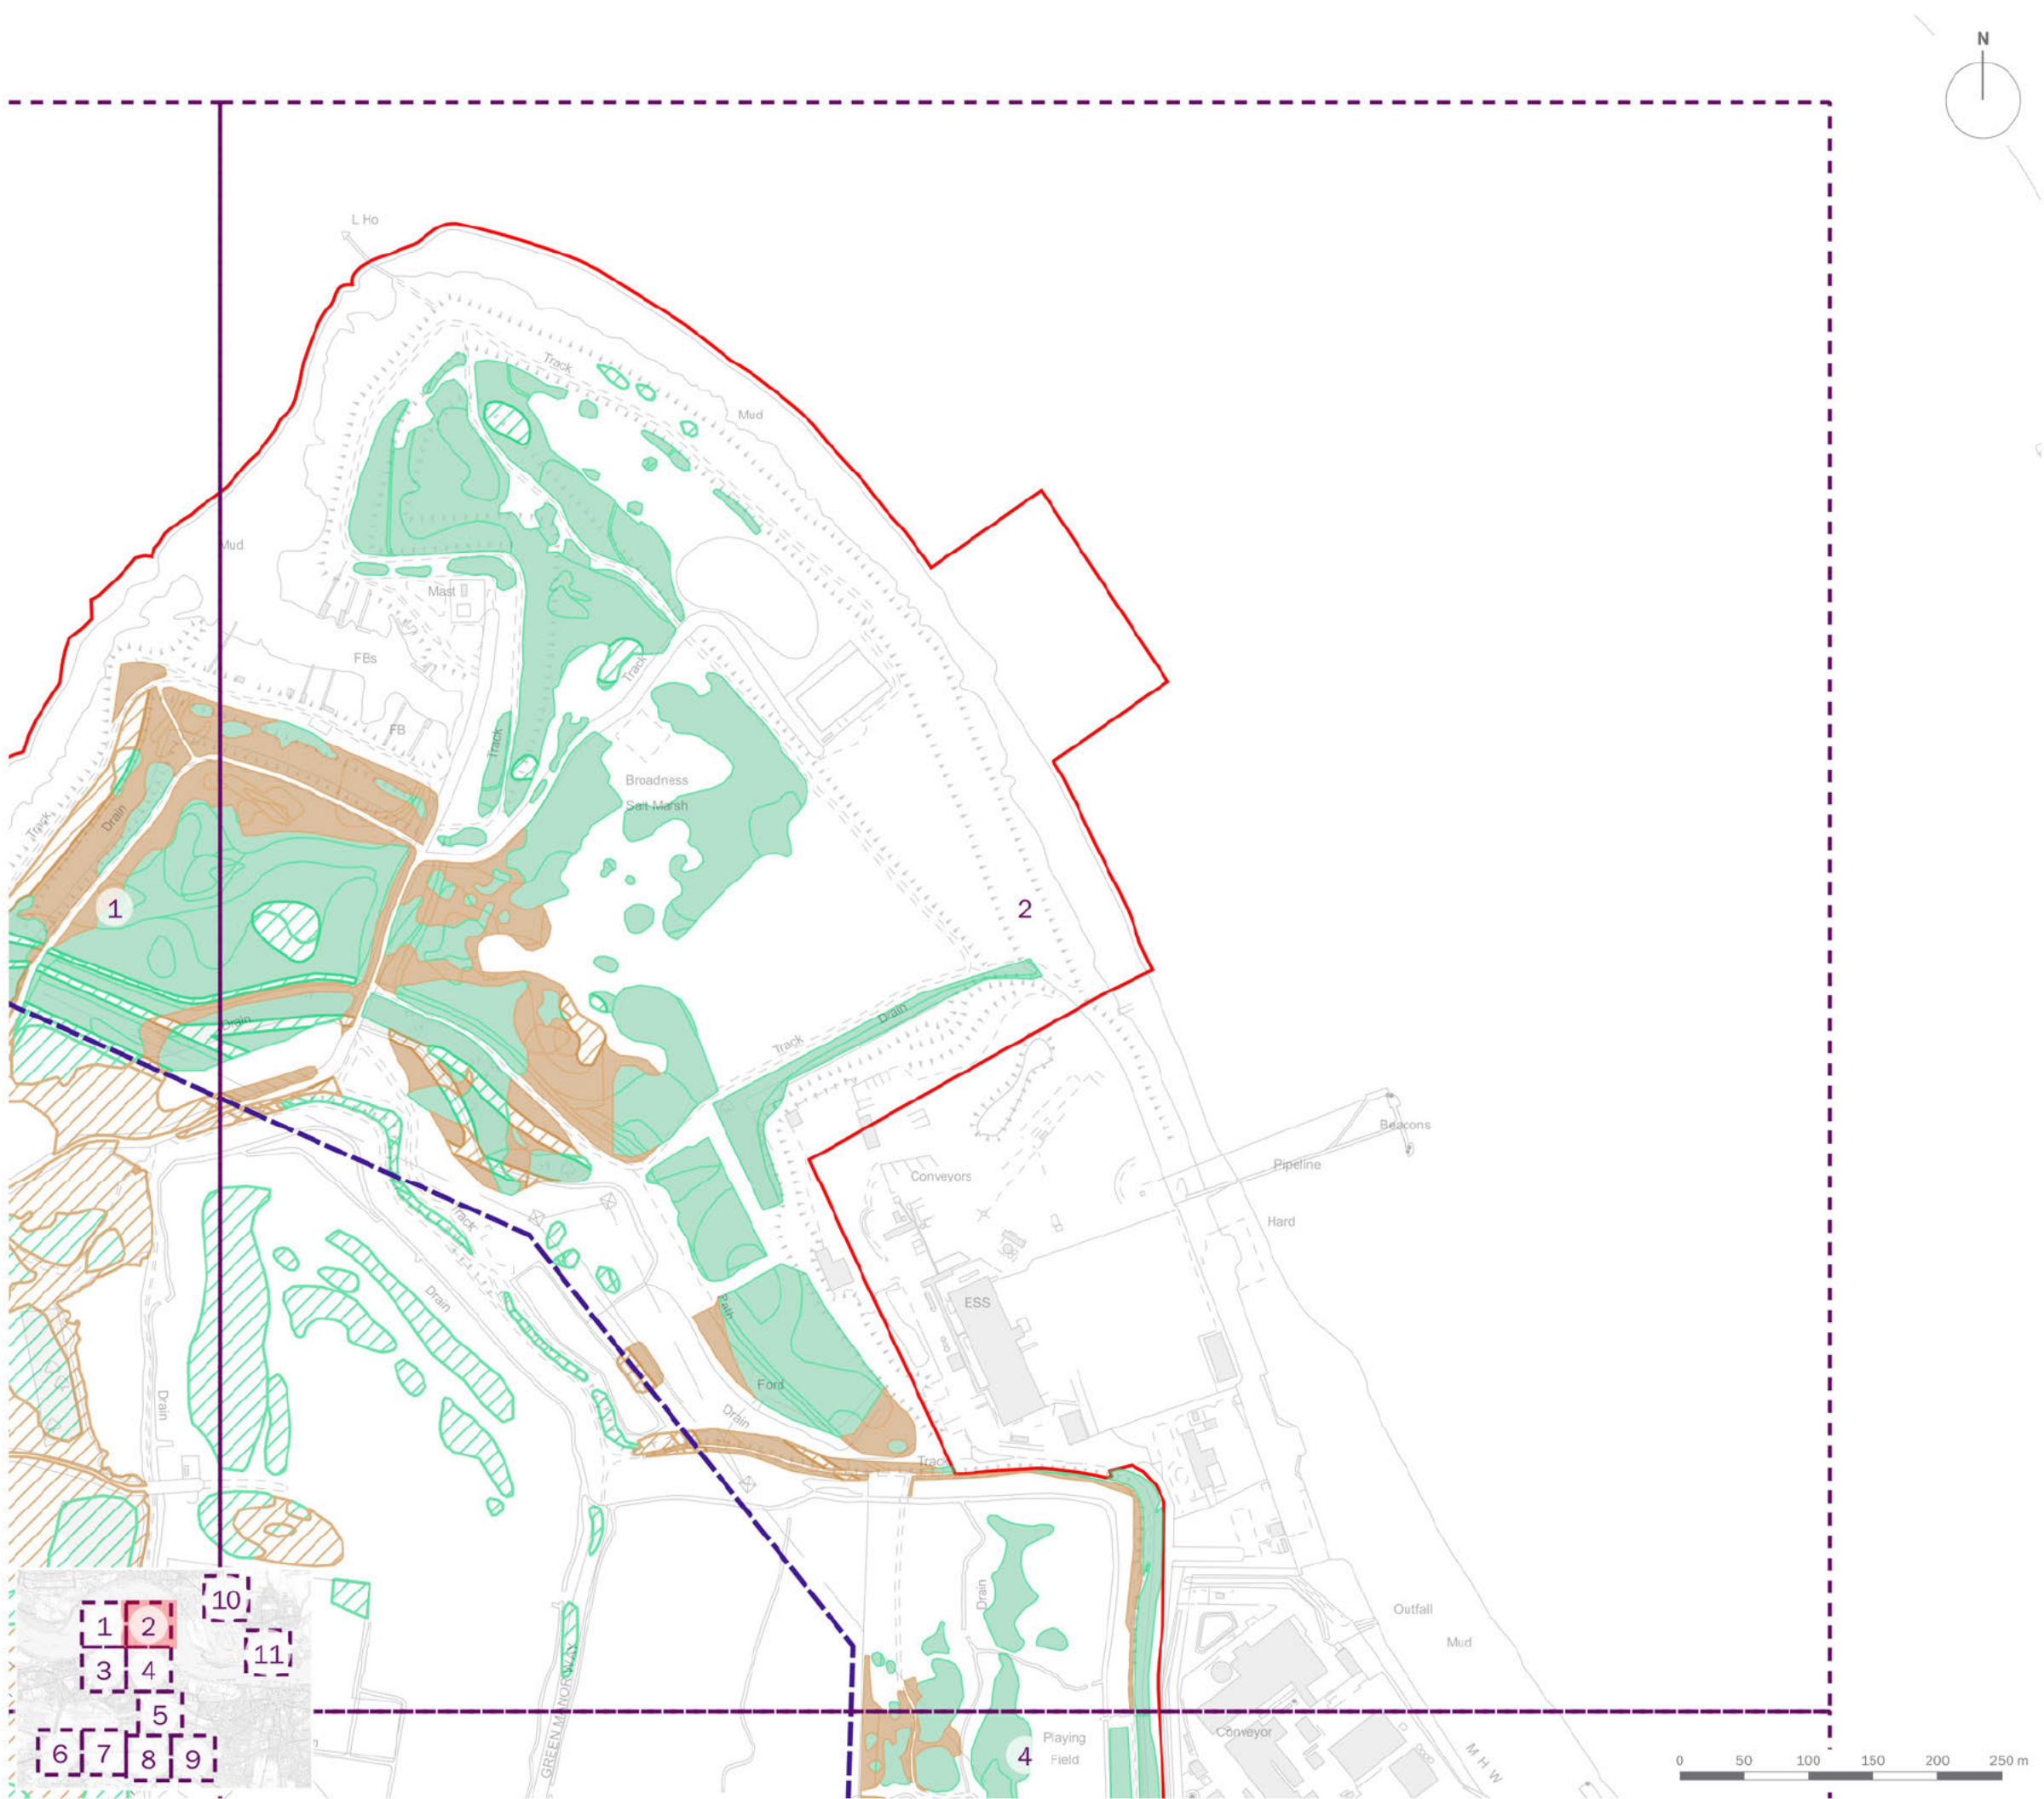 N
L Ho
Track
Mud
Mud
Mast
FBs
Track
FB
Track
Broadness
Salt Marsh
Track
Drain
1
2
Drain
Drain
Track
Beacons
Pipeline
Conveyors
Hard
Track
Drain
ESS
Path
Ford
Drain
Drain
Track
Drain
Outfall
Mud
GREEN MANOR WAY
Playing
Field
4
Conveyor
MHW
10
1
2
11
3
4
5
6
7
8
9
0 50 100 150 200 250 m